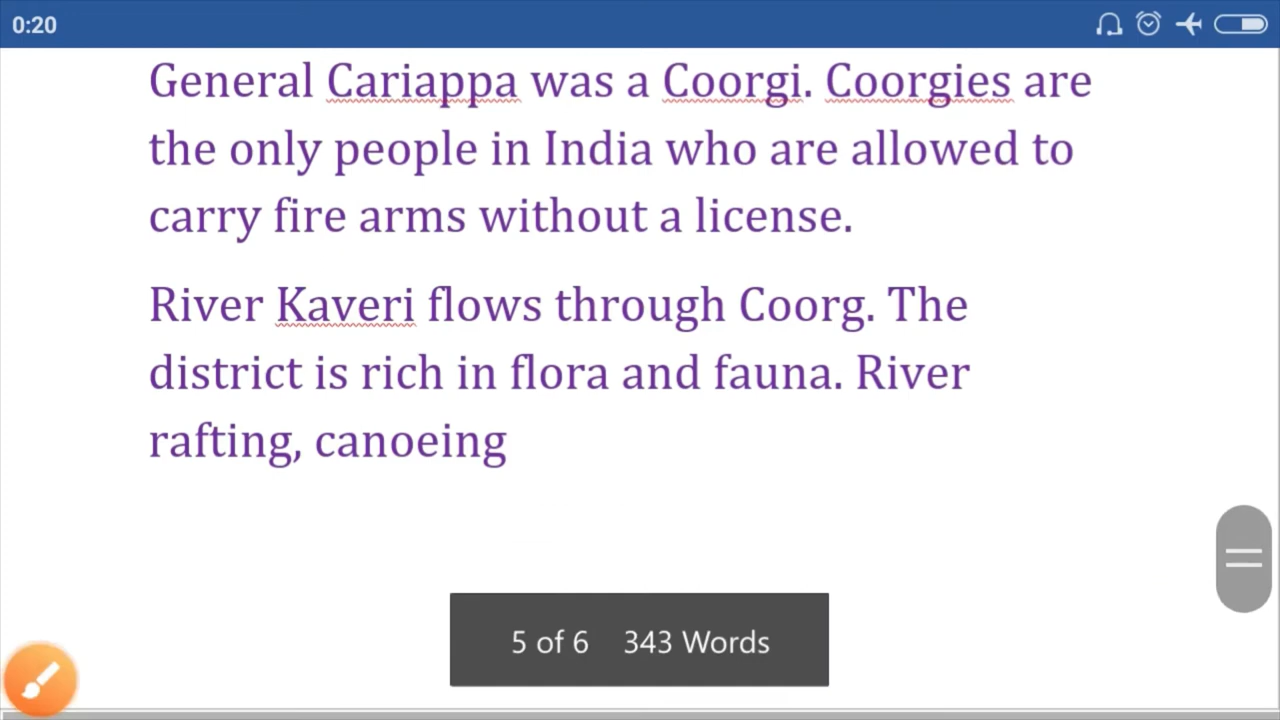 0:20
General Cariappa was a Coorgi. Coorgies are
the only people in India who are allowed to
carry fire arms without a license.
River Kaveri flows through Coorg. The
district is rich in flora and fauna. River
rafting, canoeing
5 of 6 343 Words